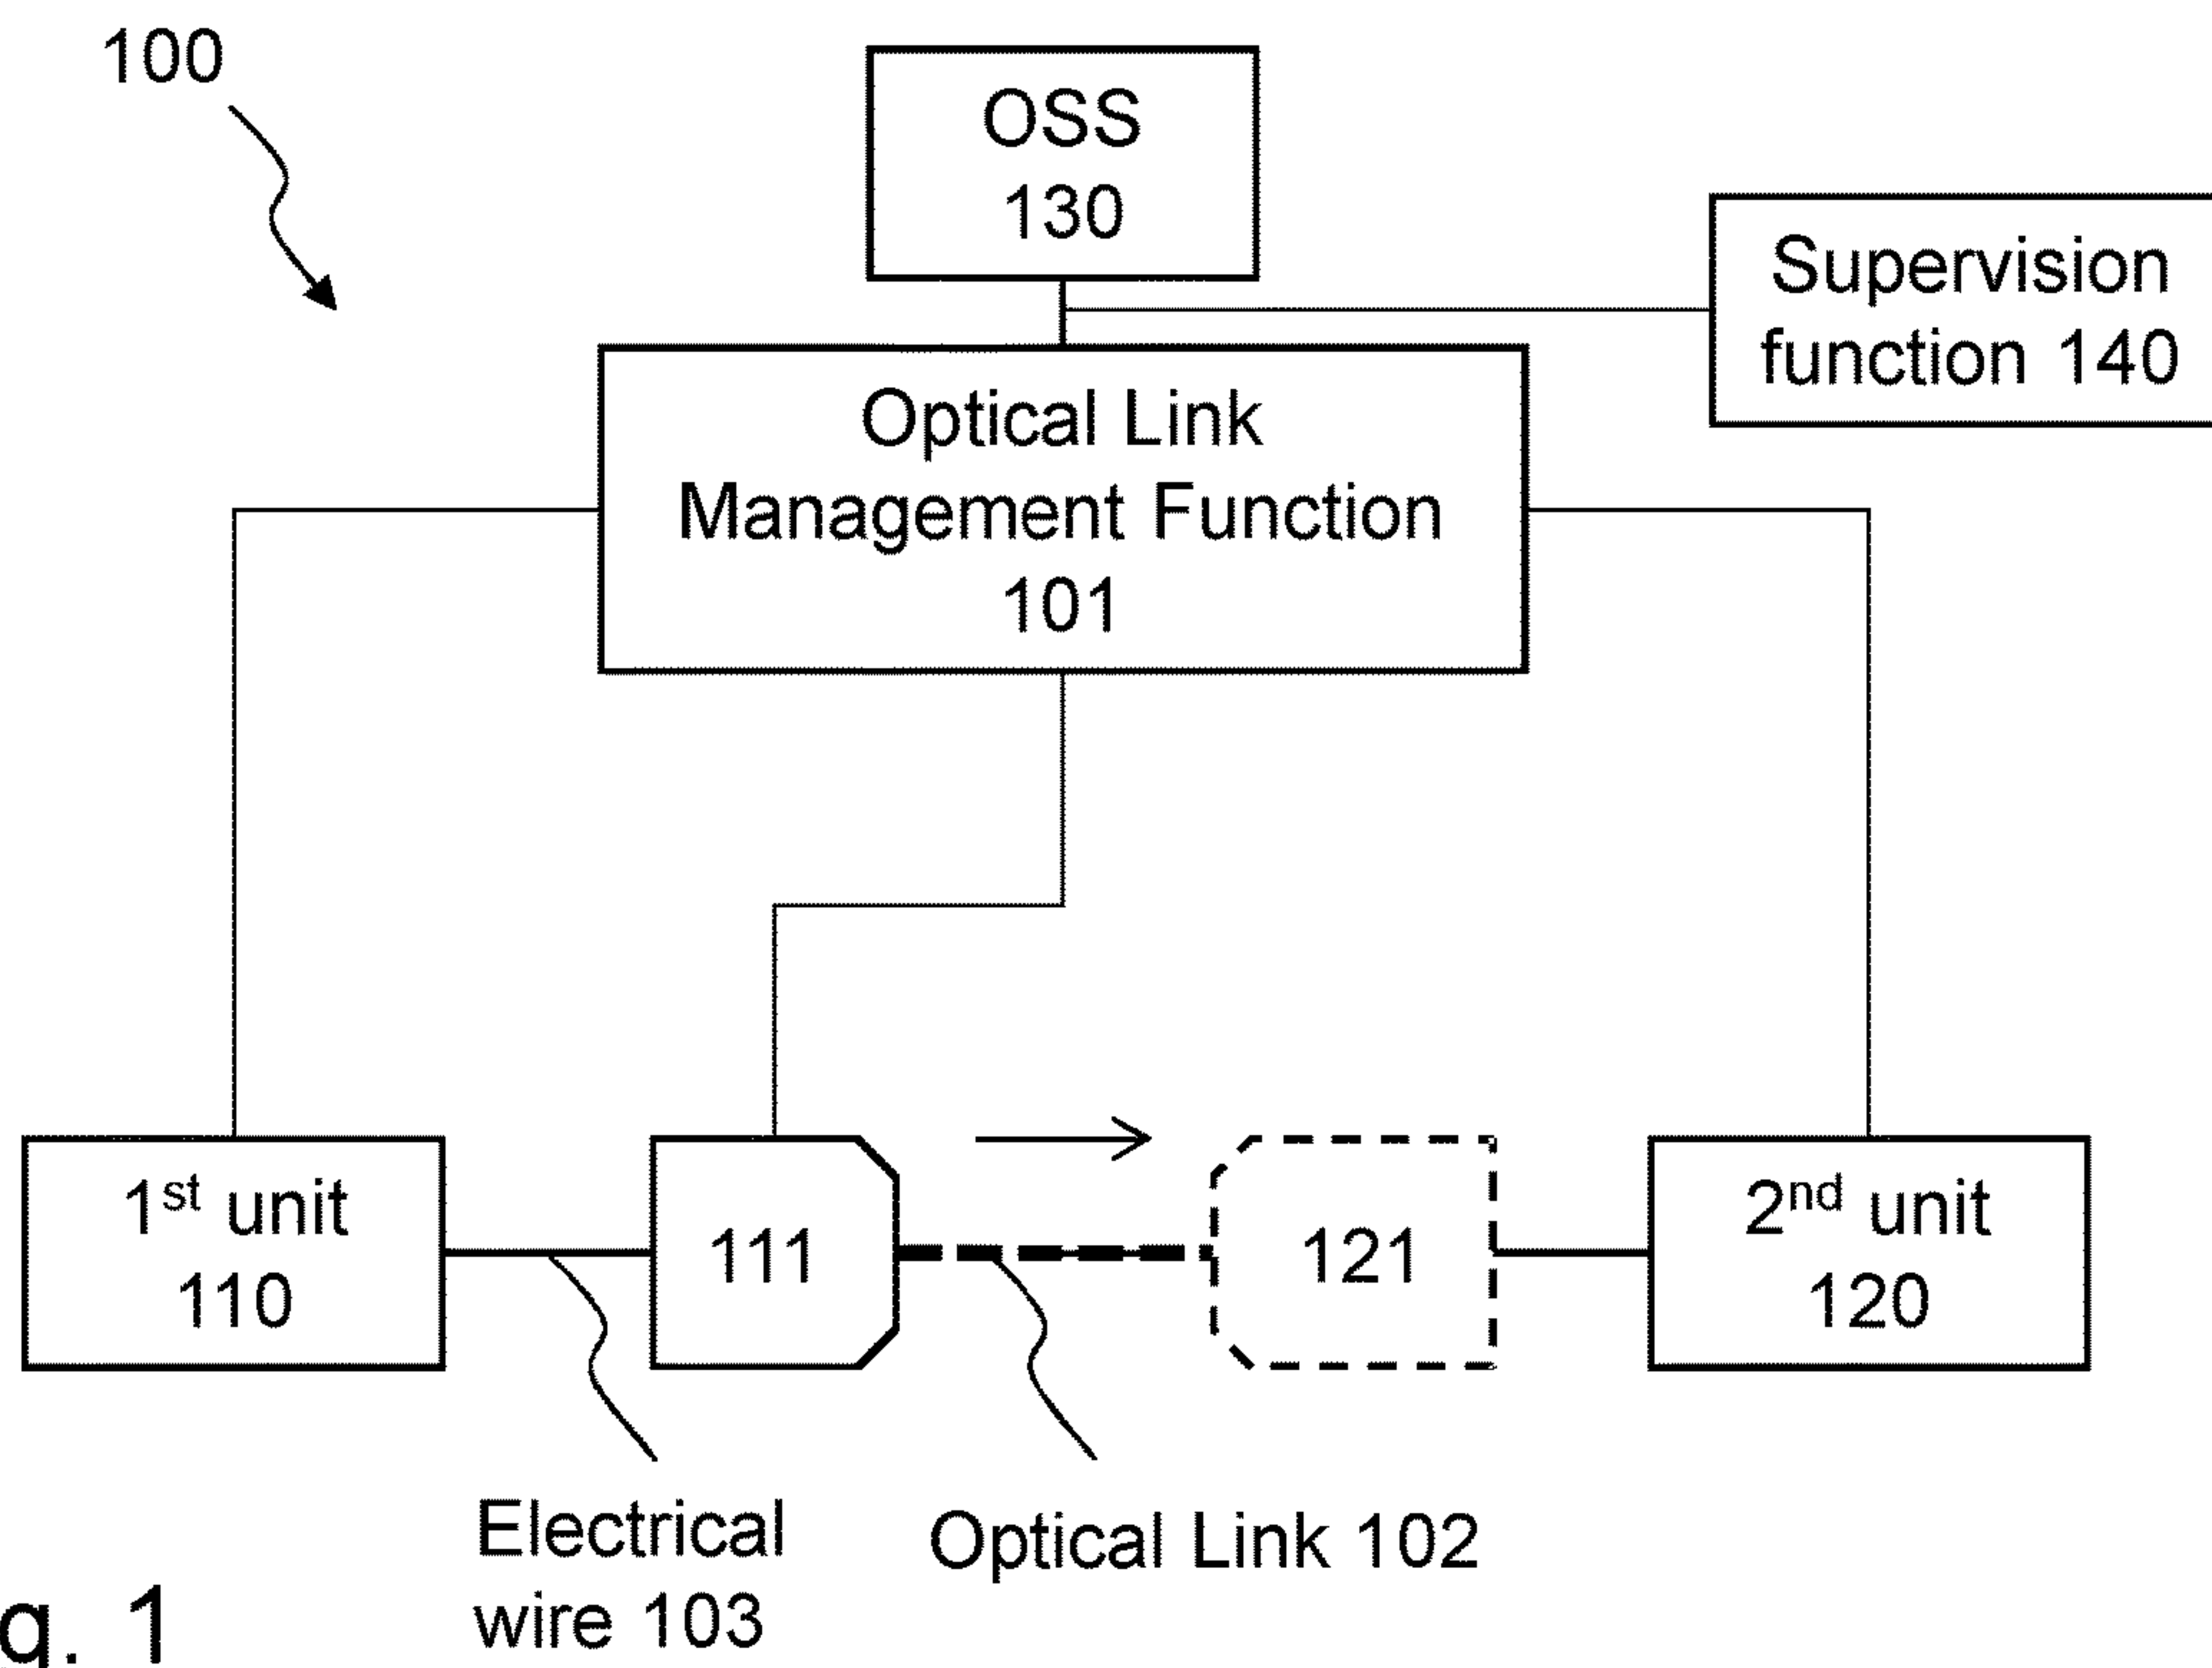 100
OSS
130
Supervision
function 140
Optical Link
Management Function
101
1st unit
110
111
121
2nd unit
120
Electrical
wire 103
Optical Link 102
g. 1